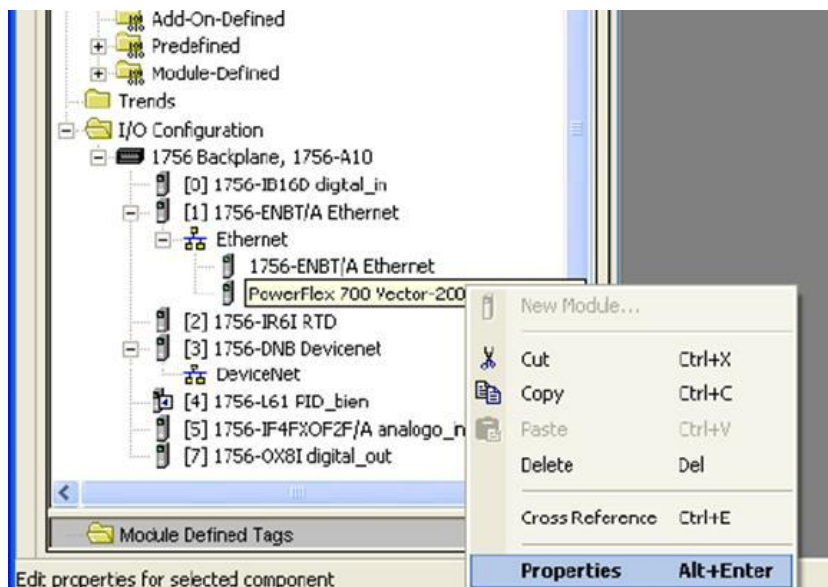 Add-On-Defined
Predefined
Module-Defined
Trends
I/O Configuration
1756 Backplane, 1756-A10
[0] 1756-IB16D digtal_in
[1] 1756-ENBT/A Ethernet
Ethernet
1756-ENBT/A Ethernet
PowerFlex 700 Vector-200
[2] 1756-IR6I RTD
[3] 1756-DNB Devicenet
DeviceNet
[4] 1756-L61 PID_bien
[5] 1756-IF4FXOF2F/A analogo_in
[7] 1756-OX8I digital_out
Module Defined Tags
Edit properties for selected component
New Module...
Cut Ctrl+X
Copy Ctrl+C
Paste Ctrl+V
Delete Del
Cross Reference Ctrl+E
Properties Alt+Enter